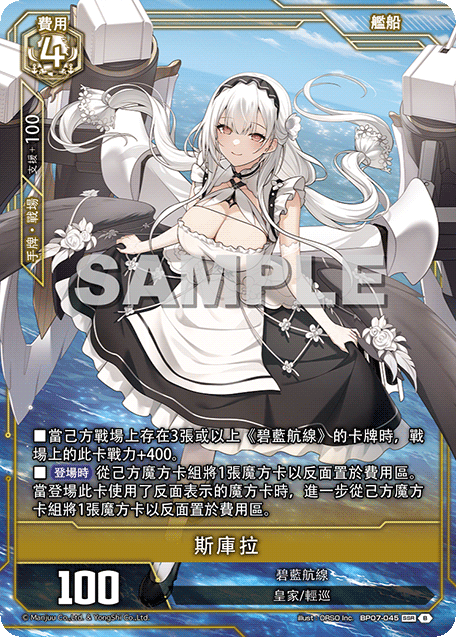 費用
4
艦船
手牌・戰場 支援+100
SAMPLE
■當己方戰場上存在3張或以上《碧藍航線》的卡牌時，戰
場上的此卡戰力+400。
■ 登場時 從己方魔方卡組將1張魔方卡以反面置於費用區。
當登場此卡使用了反面表示的魔方卡時，進一步從己方魔方
卡組將1張魔方卡以反面置於費用區。
斯庫拉
100
碧藍航線
皇家/輕巡
© Manjuu Co.,Ltd. & YongShi Co.,Ltd.
illust DRSO Inc. BP07-045 SSR B